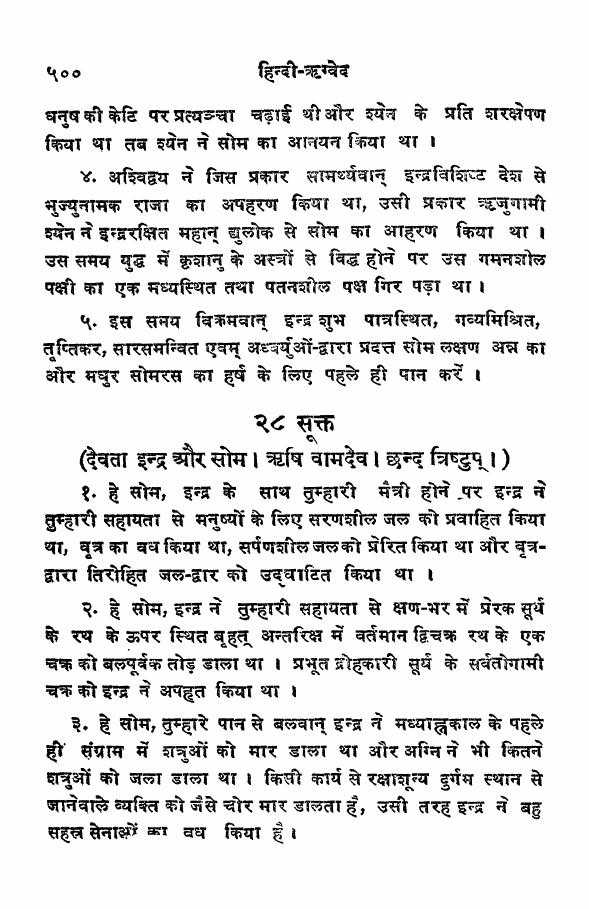 ५०० हिन्दी-ऋग्वेद
धनुष की केटि पर प्रत्यञ्चा चढ़ाई थी और श्येन के प्रति शरक्षेपण
किया था तब श्येन ने सोम का आनयन किया था ।
४. अश्विद्वय ने जिस प्रकार सामर्थ्यवान् इन्द्रविशिष्ट देश से
भुज्युनामक राजा का अपहरण किया था, उसी प्रकार ऋजुगामी
श्येन ने इन्द्ररक्षित महान् द्युलोक से सोम का आहरण किया था ।
उस समय युद्ध में कृशानु के अस्त्रों से विद्ध होने पर उस गमनशील
पक्षी का एक मध्यस्थित तथा पतनशील पक्ष गिर पड़ा था ।
५. इस समय विक्रमवान् इन्द्र शुभ पात्रस्थित, गव्यमिश्रित,
तृप्तिकर, सारसमन्वित एवम् अध्वर्युओं-द्वारा प्रदत्त सोम लक्षण अन्न का
और मधुर सोमरस का हर्ष के लिए पहले ही पान करें ।
२८ सूक्त
(देवता इन्द्र और सोम । ऋषि वामदेव । छन्द त्रिष्टुप् ।)
१. हे सोम, इन्द्र के साथ तुम्हारी मैत्री होने पर इन्द्र ने
तुम्हारी सहायता से मनुष्यों के लिए सरणशील जल को प्रवाहित किया
था, वृत्र का वध किया था, सर्पणशील जल को प्रेरित किया था और वृत्र-
द्वारा तिरोहित जल-द्वार को उद्घाटित किया था ।
२. हे सोम, इन्द्र ने तुम्हारी सहायता से क्षण-भर में प्रेरक सूर्य
के रथ के ऊपर स्थित बृहत् अन्तरिक्ष में वर्तमान द्विचक्र रथ के एक
चक्र को बलपूर्वक तोड़ डाला था । प्रभूत द्रोहकारी सूर्य के सर्वतोगामी
चक्र को इन्द्र ने अपहृत किया था ।
३. हे सोम, तुम्हारे पान से बलवान् इन्द्र ने मध्याह्नकाल के पहले
ही संग्राम में शत्रुओं को मार डाला था और अग्नि ने भी कितने
शत्रुओं को जला डाला था । किसी कार्य से रक्षाशून्य दुर्गम स्थान से
जानेवाले व्यक्ति को जैसे चोर मार डालता है, उसी तरह इन्द्र ने बहु
सहस्र सेनाओं का वध किया है ।